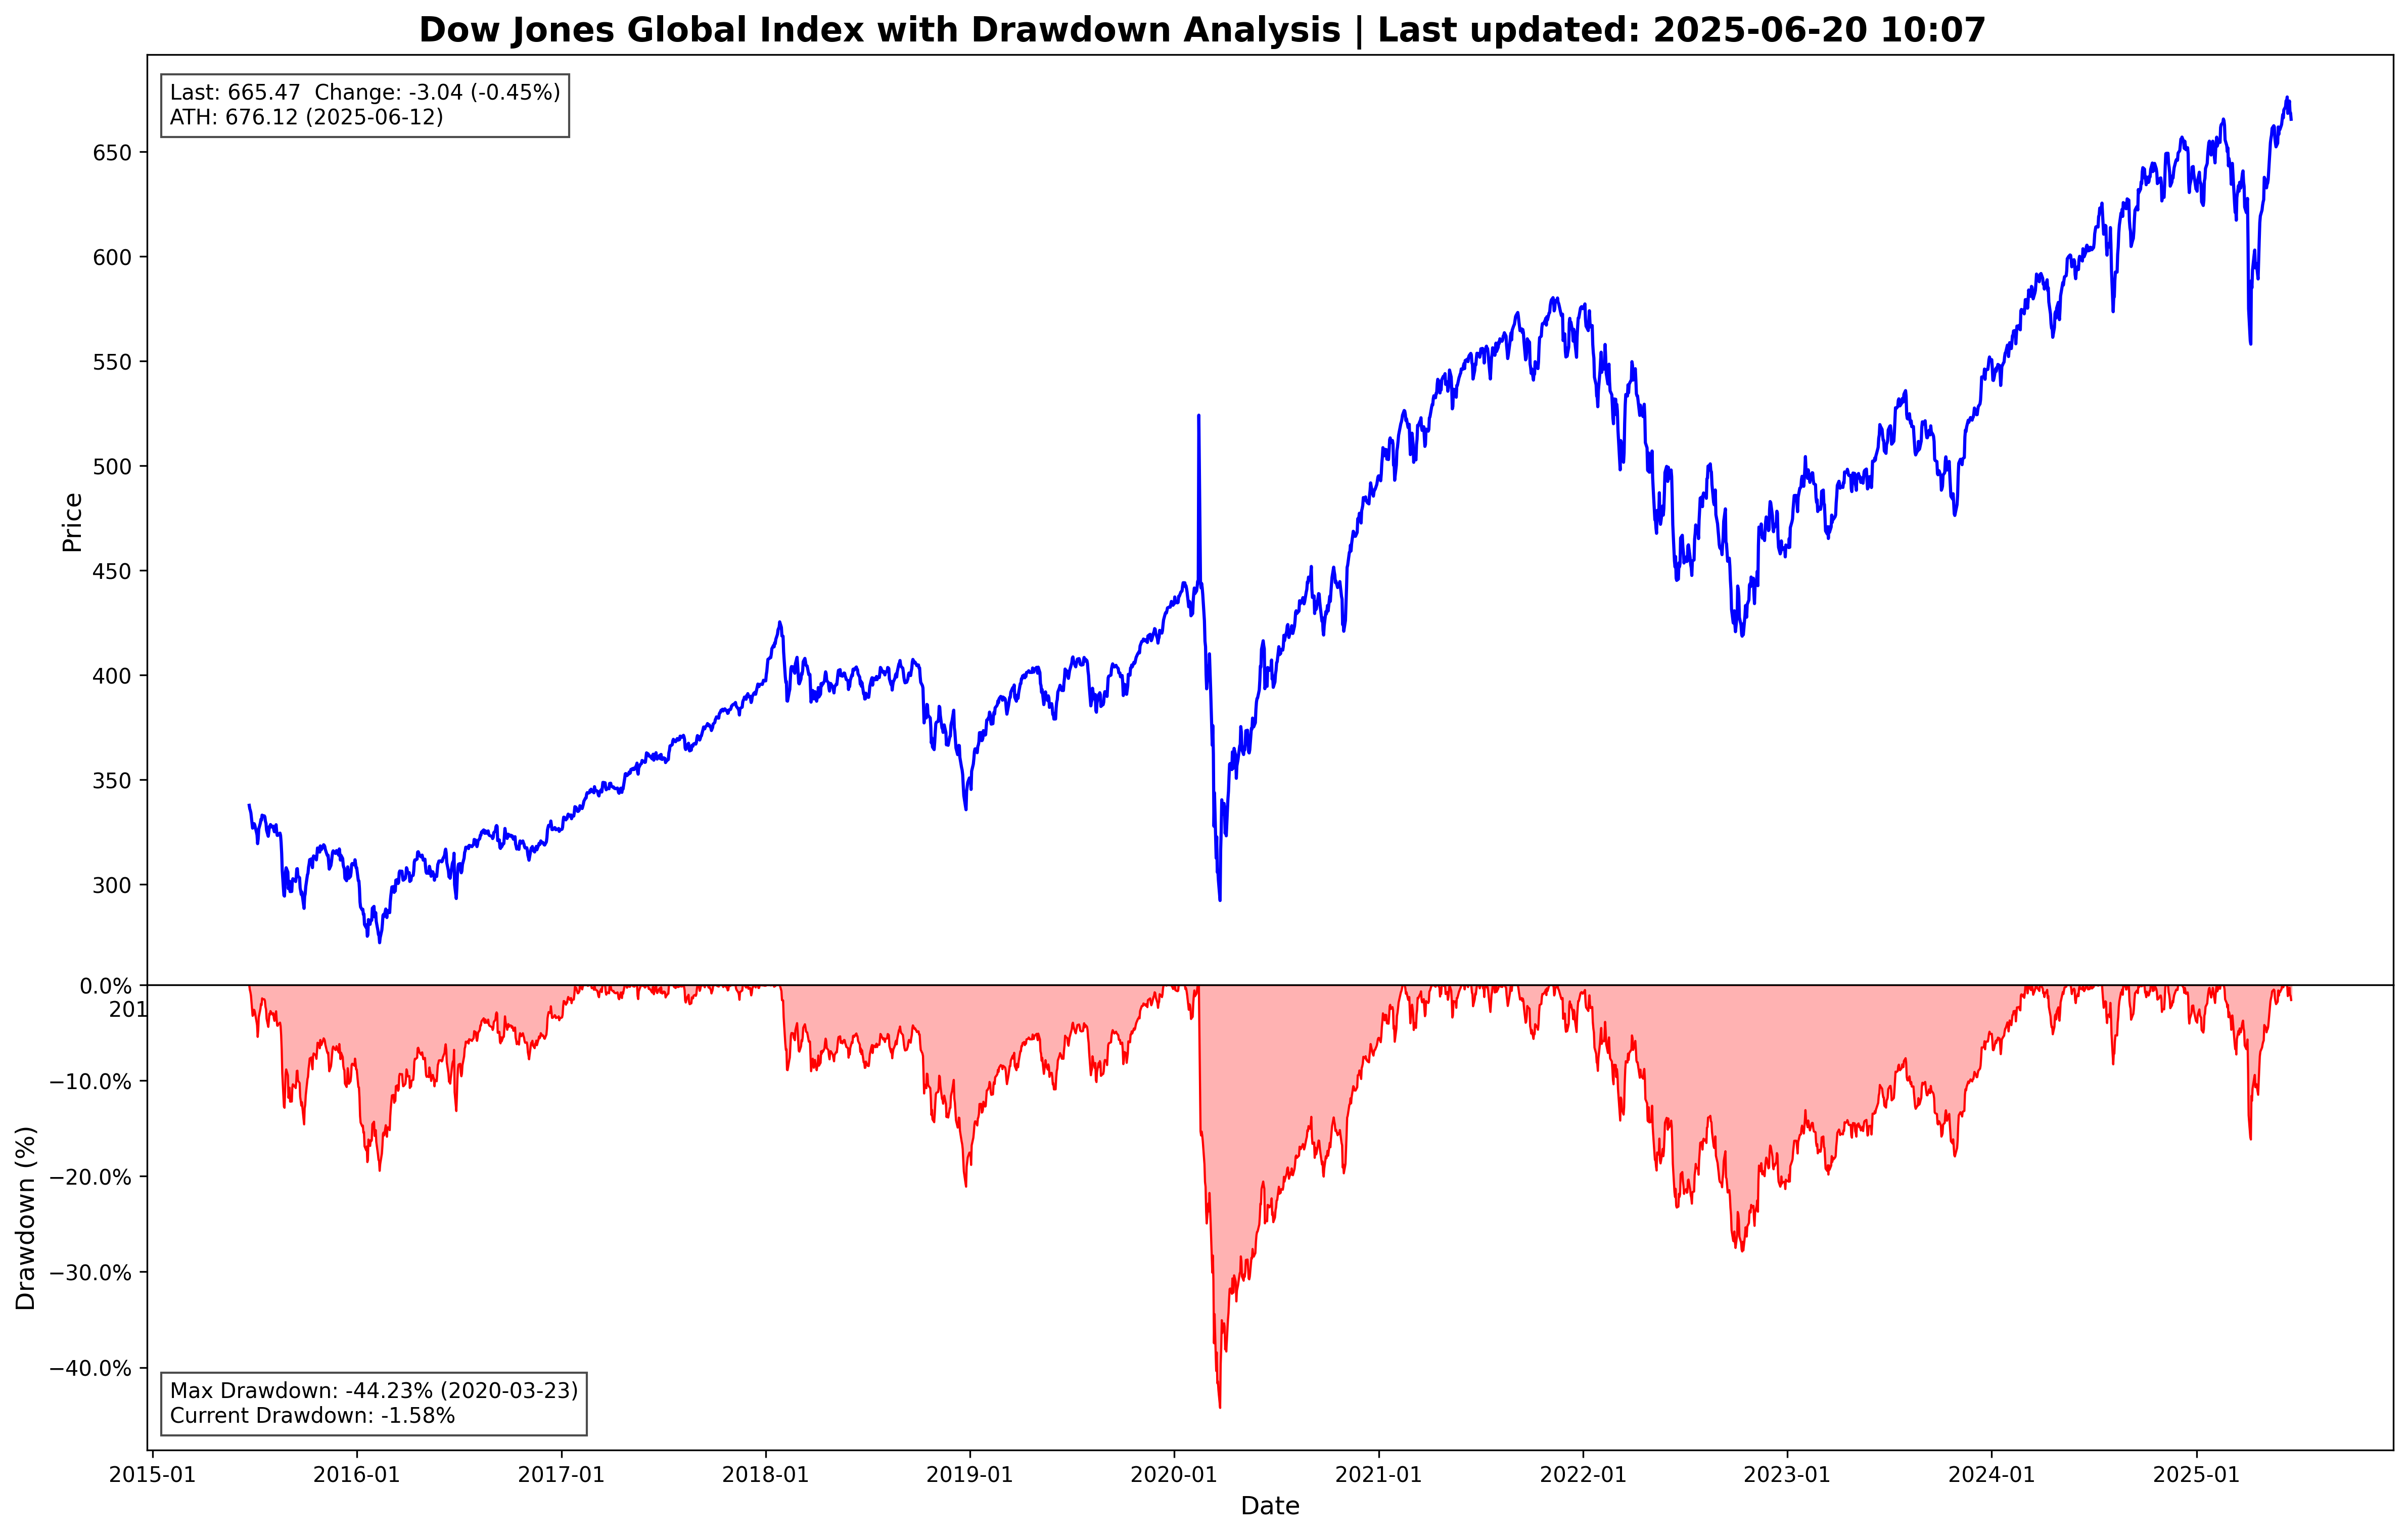 Dow Jones Global Index with Drawdown Analysis | Last updated: 2025-06-20 10:07
Last: 665.47  Change: -3.04 (-0.45%)
ATH: 676.12 (2025-06-12)
650
600
550
500
450
400
350
300
Price
0.0%
201
−10.0%
−20.0%
−30.0%
−40.0%
Drawdown (%)
Max Drawdown: -44.23% (2020-03-23)
Current Drawdown: -1.58%
2015-01 2016-01 2017-01 2018-01 2019-01 2020-01 2021-01 2022-01 2023-01 2024-01 2025-01
Date